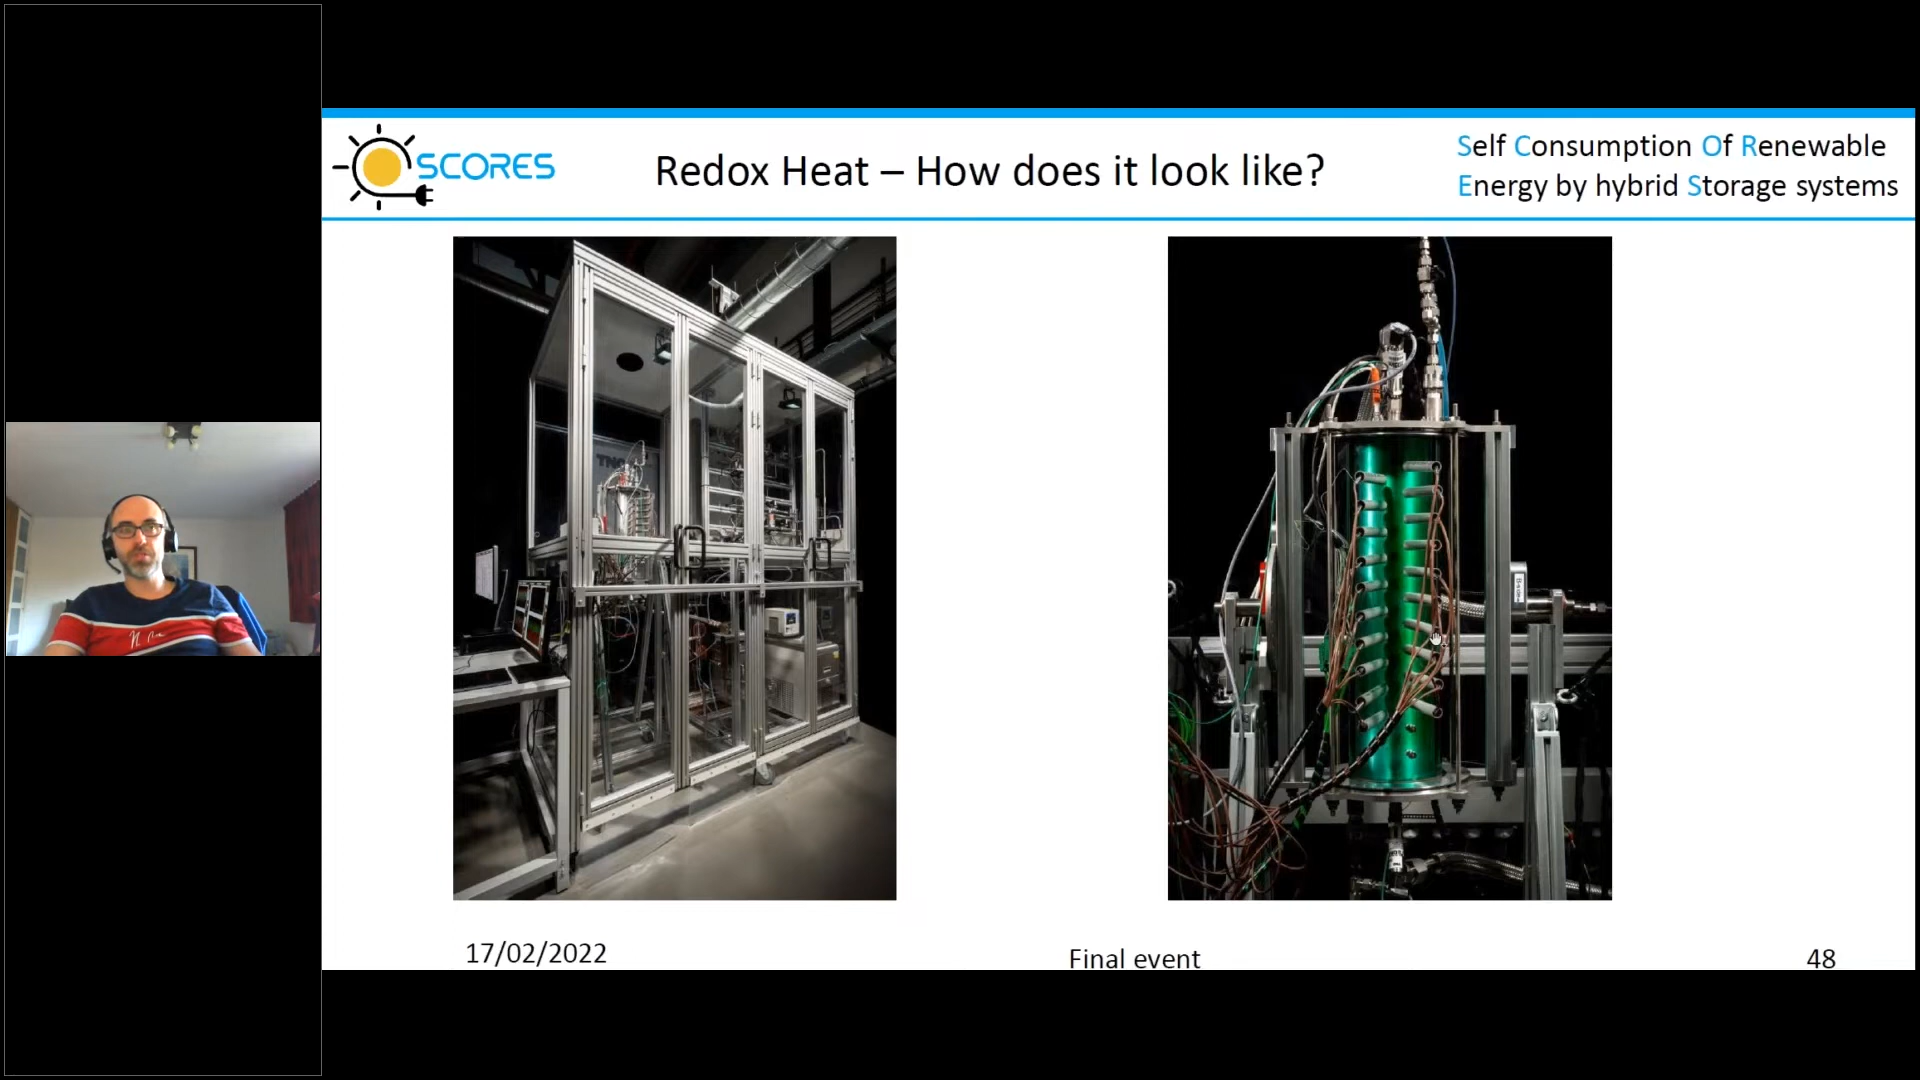 SCORES
Redox Heat – How does it look like?
Self Consumption Of Renewable
Energy by hybrid Storage systems
TNO
17/02/2022
Final event
48